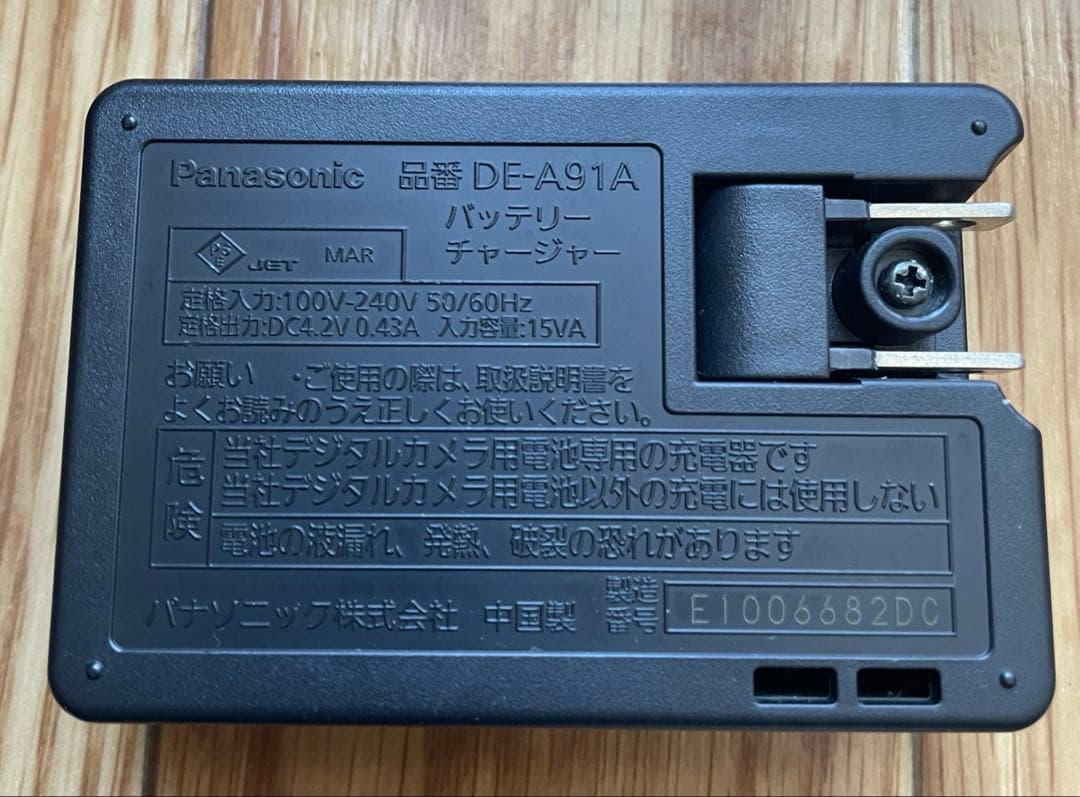 Panasonic 品番 DE-A91A
バッテリー
チャージャー
PSE JET MAR
定格入力:100V-240V 50/60Hz
定格出力:DC4.2V 0.43A 入力容量:15VA
お願い ・ご使用の際は、取扱説明書を
よくお読みのうえ正しくお使いください。
危険
当社デジタルカメラ用電池専用の充電器です
当社デジタルカメラ用電池以外の充電には使用しない
電池の液漏れ、発熱、破裂の恐れがあります
パナソニック株式会社 中国製 製造番号 E1006682DC